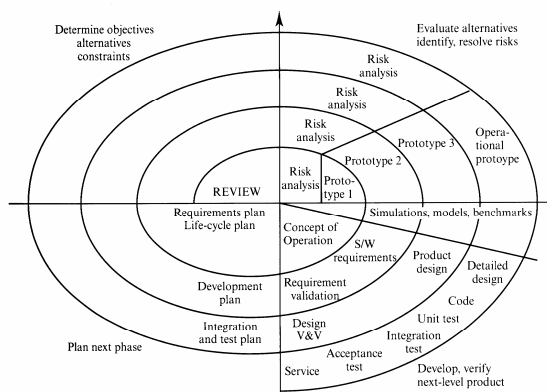 Determine objectives
alternatives
constraints
Evaluate alternatives
identify, resolve risks
Risk
analysis
Risk
analysis
Risk
analysis
Risk
analysis
REVIEW
Proto-
type 1
Prototype 2
Prototype 3
Opera-
tional
protoype
Requirements plan
Life-cycle plan
Simulations, models, benchmarks
Concept of
Operation
S/W
requirements
Product
design
Detailed
design
Development
plan
Requirement
validation
Code
Unit test
Integration
and test plan
Design
V&V
Integration
test
Acceptance
test
Service
Plan next phase
Develop, verify
next-level product